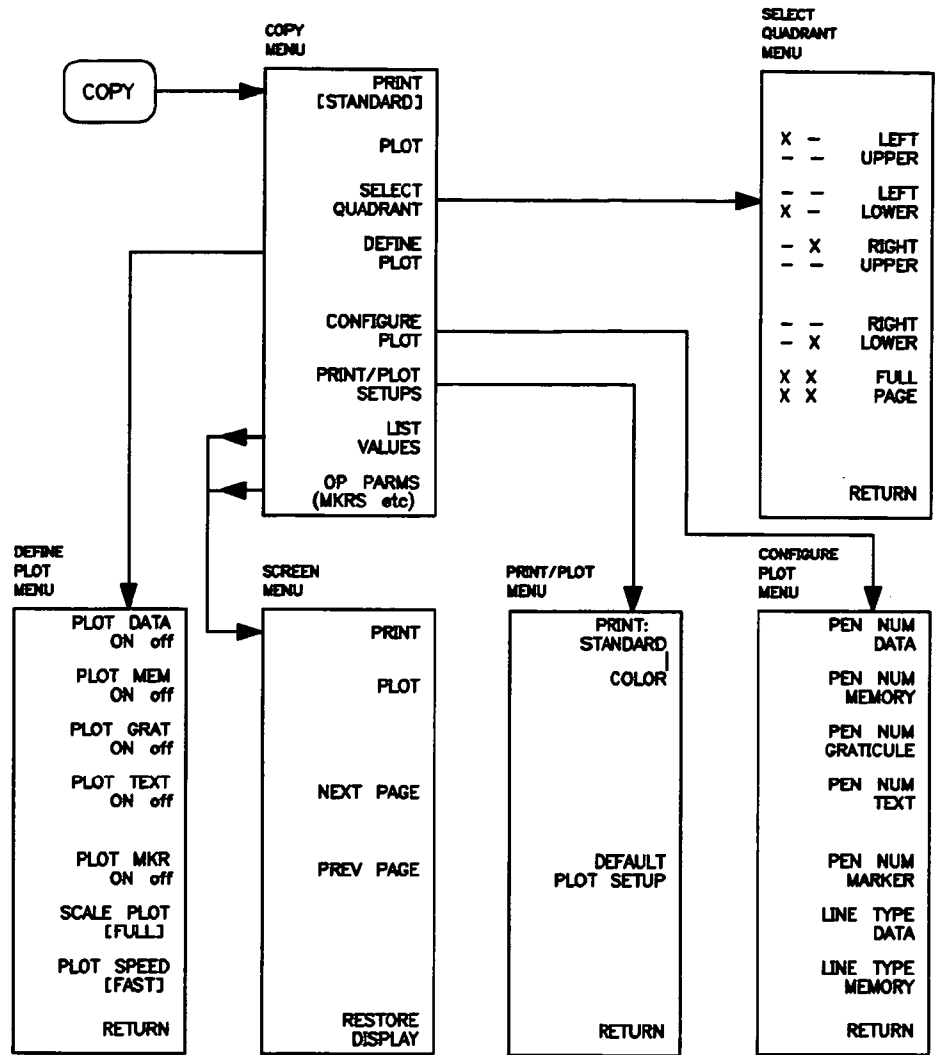 COPY
COPY
MENU
PRINT
[STANDARD]
PLOT
SELECT
QUADRANT
DEFINE
PLOT
CONFIGURE
PLOT
PRINT/PLOT
SETUPS
LIST
VALUES
OP PARMS
(MKRS etc)
SELECT
QUADRANT
MENU
X - LEFT
- - UPPER
- - LEFT
X - LOWER
- X RIGHT
- - UPPER
- - RIGHT
- X LOWER
X X FULL
X X PAGE
RETURN
DEFINE
PLOT
MENU
PLOT DATA
ON off
PLOT MEM
ON off
PLOT GRAT
ON off
PLOT TEXT
ON off
PLOT MKR
ON off
SCALE PLOT
[FULL]
PLOT SPEED
[FAST]
RETURN
SCREEN
MENU
PRINT
PLOT
NEXT PAGE
PREV PAGE
RESTORE
DISPLAY
PRINT/PLOT
MENU
PRINT:
STANDARD
COLOR
DEFAULT
PLOT SETUP
RETURN
CONFIGURE
PLOT
MENU
PEN NUM
DATA
PEN NUM
MEMORY
PEN NUM
GRATICULE
PEN NUM
TEXT
PEN NUM
MARKER
LINE TYPE
DATA
LINE TYPE
MEMORY
RETURN